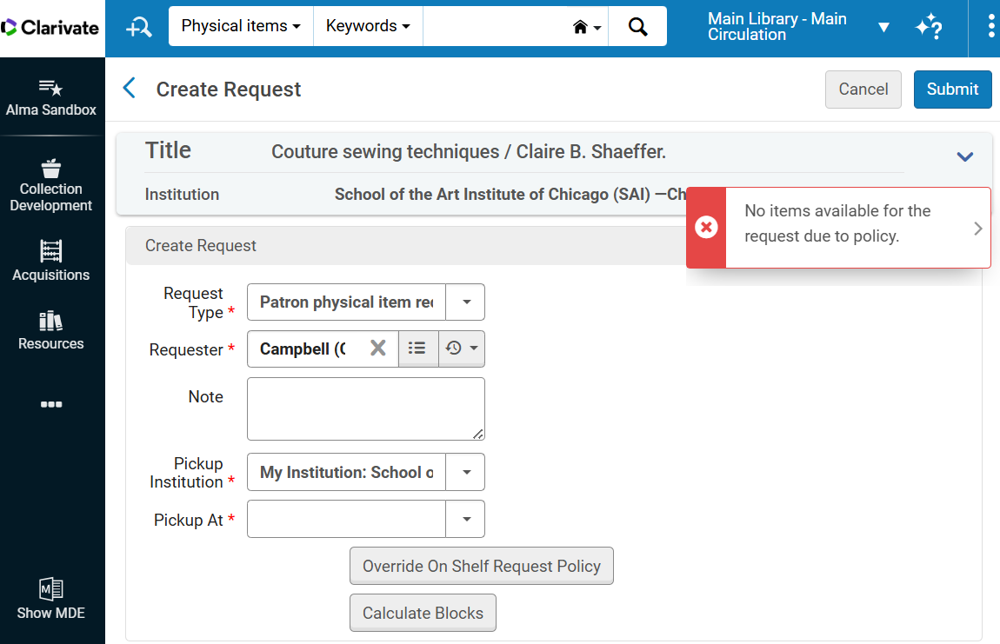 Clarivate
Physical items
Keywords
Main Library - Main
Circulation
Alma Sandbox
Collection
Development
Acquisitions
Resources
Show MDE
Create Request
Cancel
Submit
Title
Couture sewing techniques / Claire B. Shaeffer.
Institution
School of the Art Institute of Chicago (SAI) —Ch
No items available for the
request due to policy.
Create Request
Request
Type *
Patron physical item rec
Requester *
Campbell (C
Note
Pickup
Institution *
My Institution: School o
Pickup At *
Override On Shelf Request Policy
Calculate Blocks